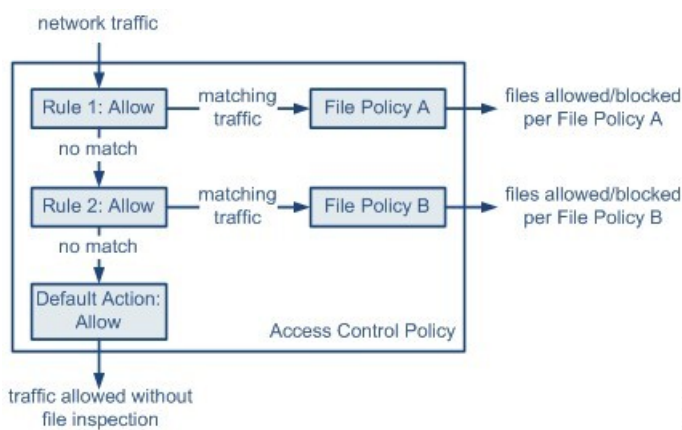 network traffic
Rule 1: Allow
matching
traffic
File Policy A
files allowed/blocked
per File Policy A
no match
Rule 2: Allow
matching
traffic
File Policy B
files allowed/blocked
per File Policy B
no match
Default Action:
Allow
Access Control Policy
traffic allowed without
file inspection